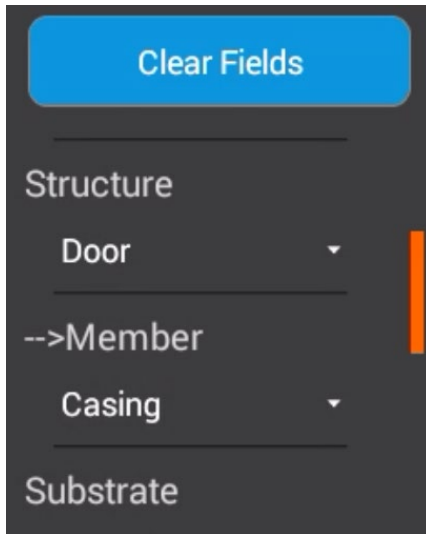 Clear Fields
Structure
Door
-->Member
Casing
Substrate